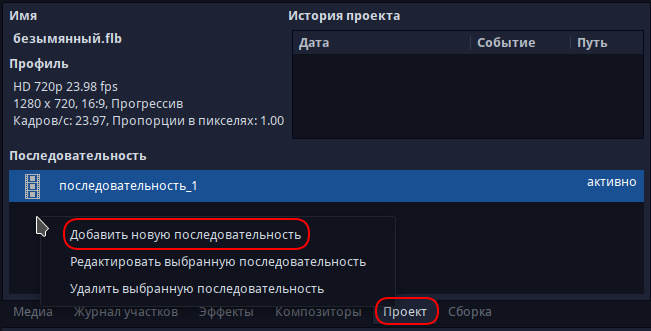 Имя
безымянный.flb
Профиль
HD 720p 23.98 fps
1280 x 720, 16:9, Прогрессив
Кадров/с: 23.97, Пропорции в пикселях: 1.00
История проекта
Дата Событие Путь
Последовательность
последовательность_1 активно
Добавить новую последовательность
Редактировать выбранную последовательность
Удалить выбранную последовательность
Медиа Журнал участков Эффекты Композиторы Проект Сборка